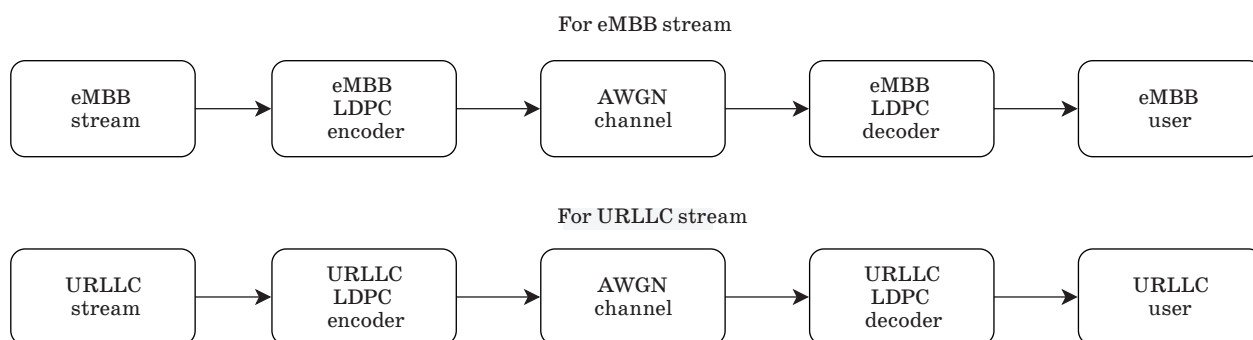 For eMBB stream
eMBB
stream
eMBB
LDPC
encoder
AWGN
channel
eMBB
LDPC
decoder
eMBB
user
For URLLC stream
URLLC
stream
URLLC
LDPC
encoder
AWGN
channel
URLLC
LDPC
decoder
URLLC
user